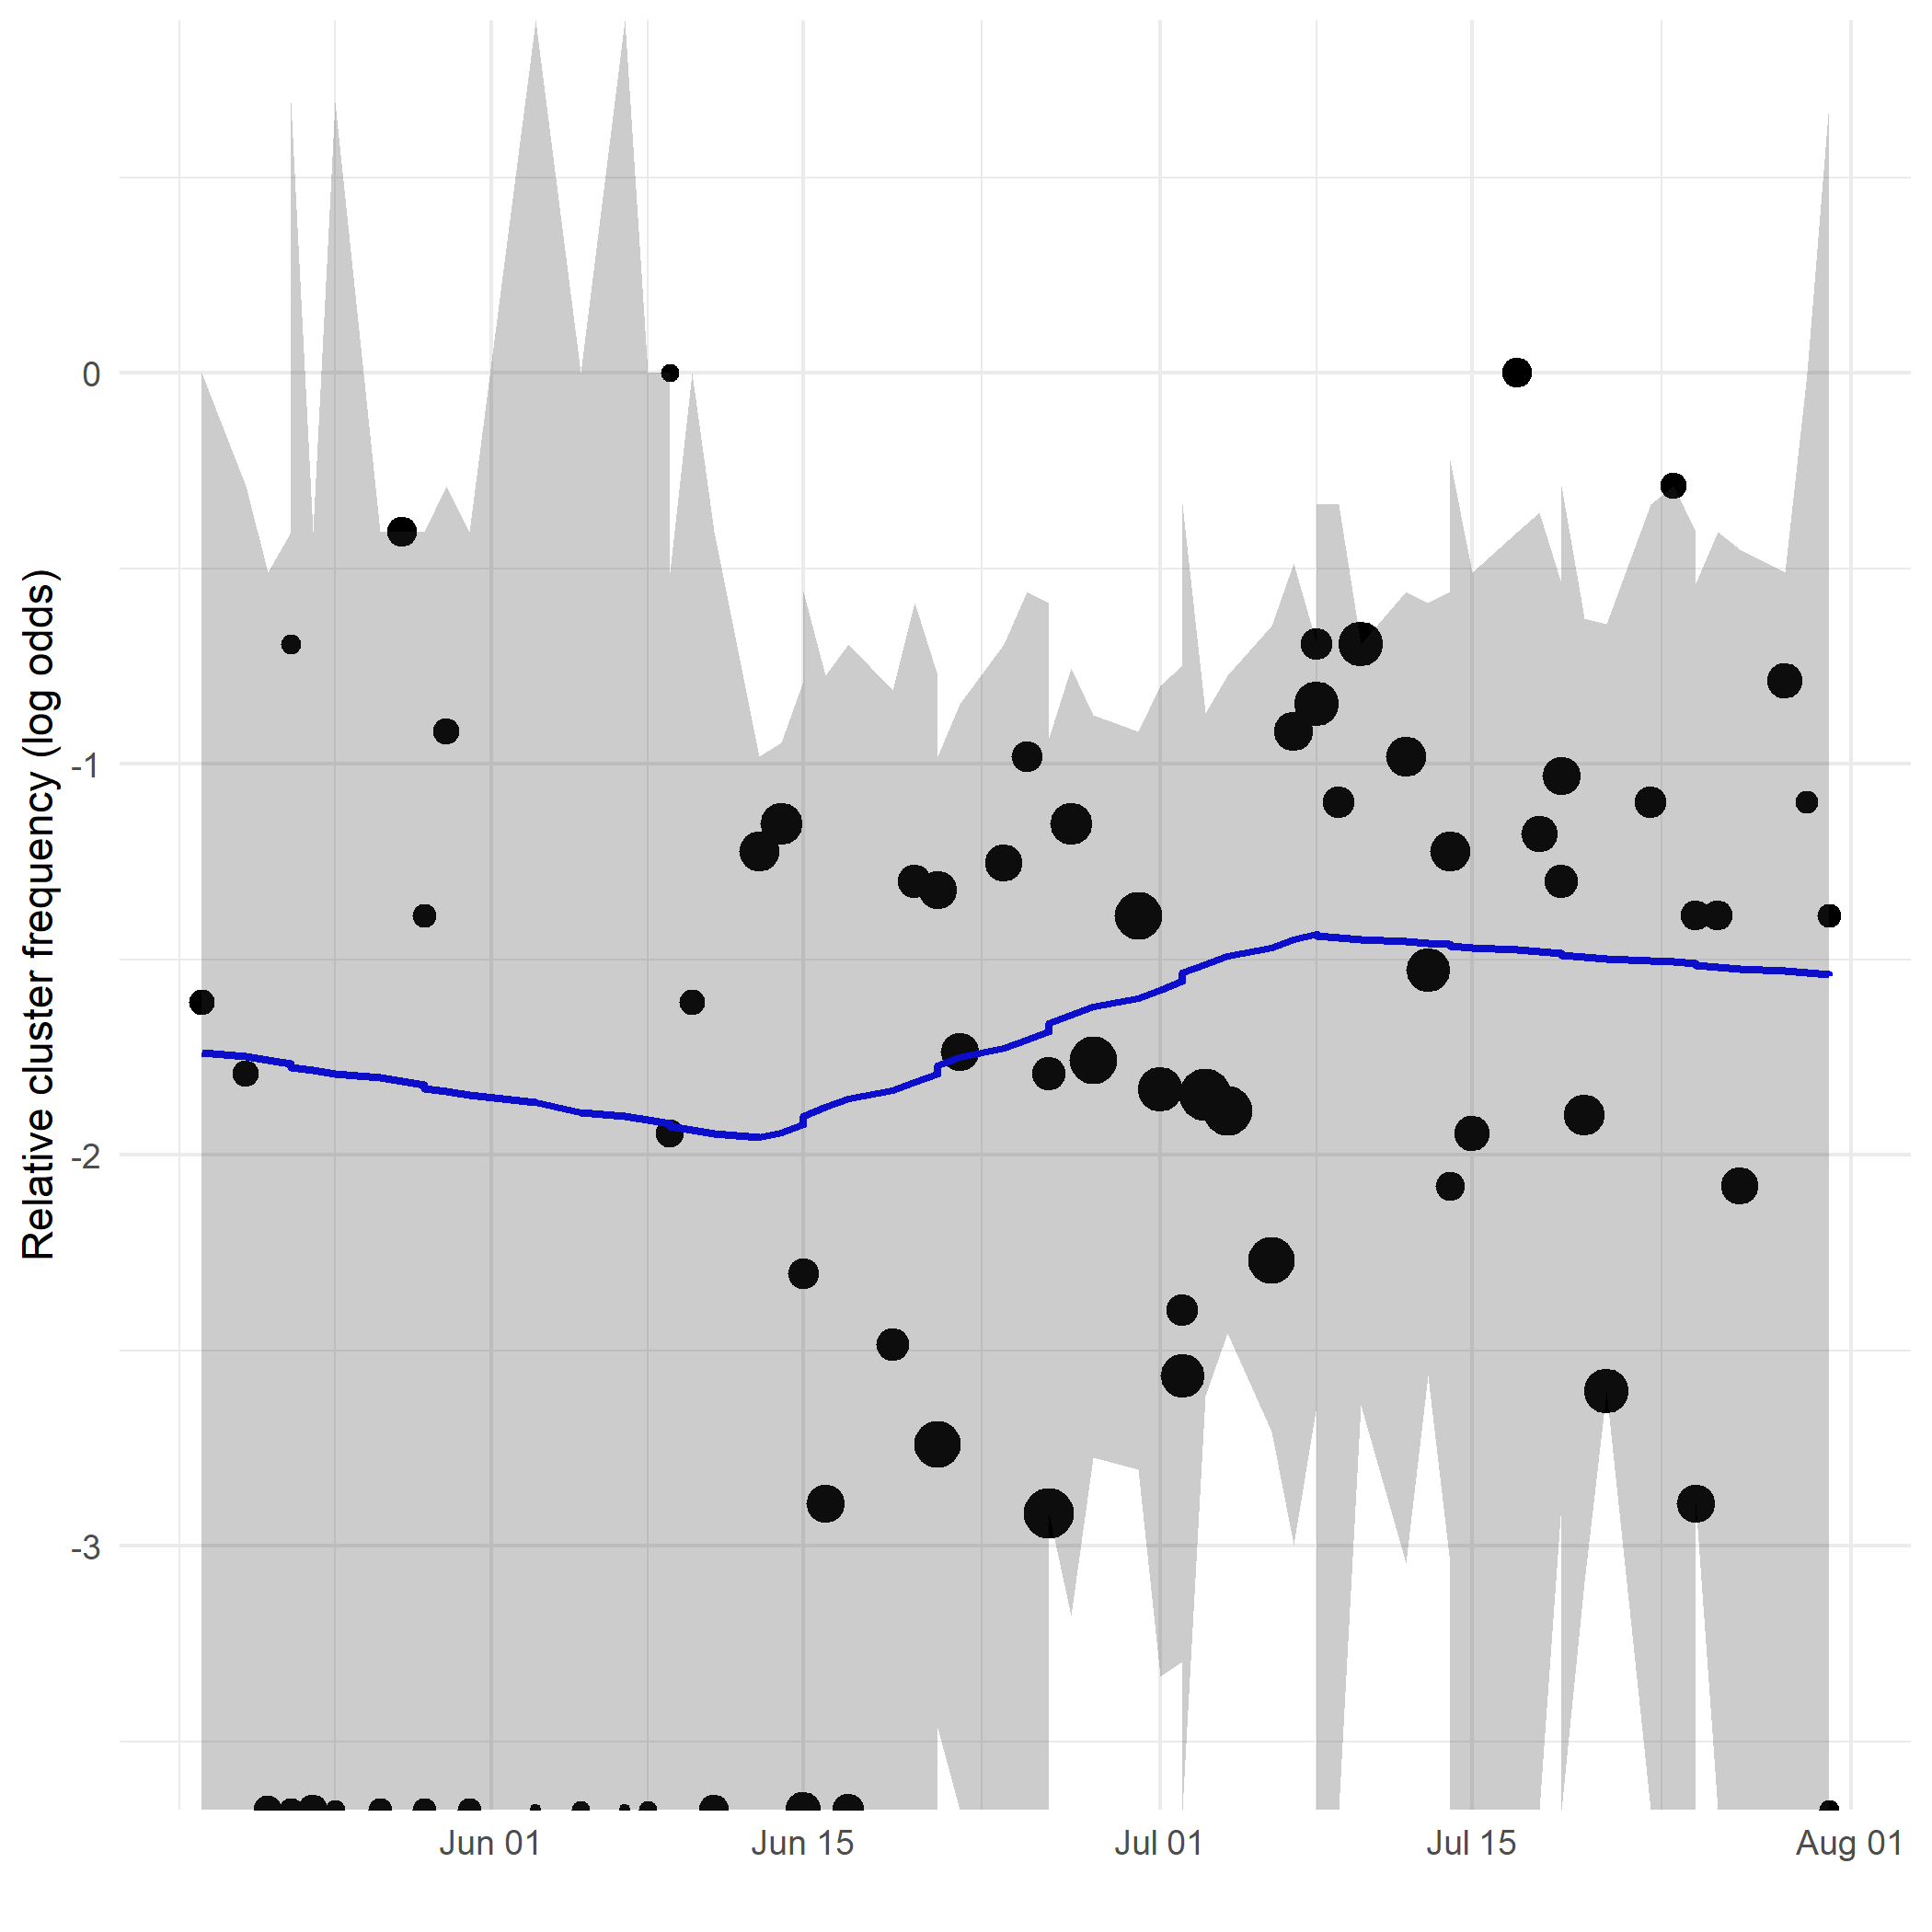 Relative cluster frequency (log odds)
0
-1
-2
-3
Jun 01
Jun 15
Jul 01
Jul 15
Aug 01